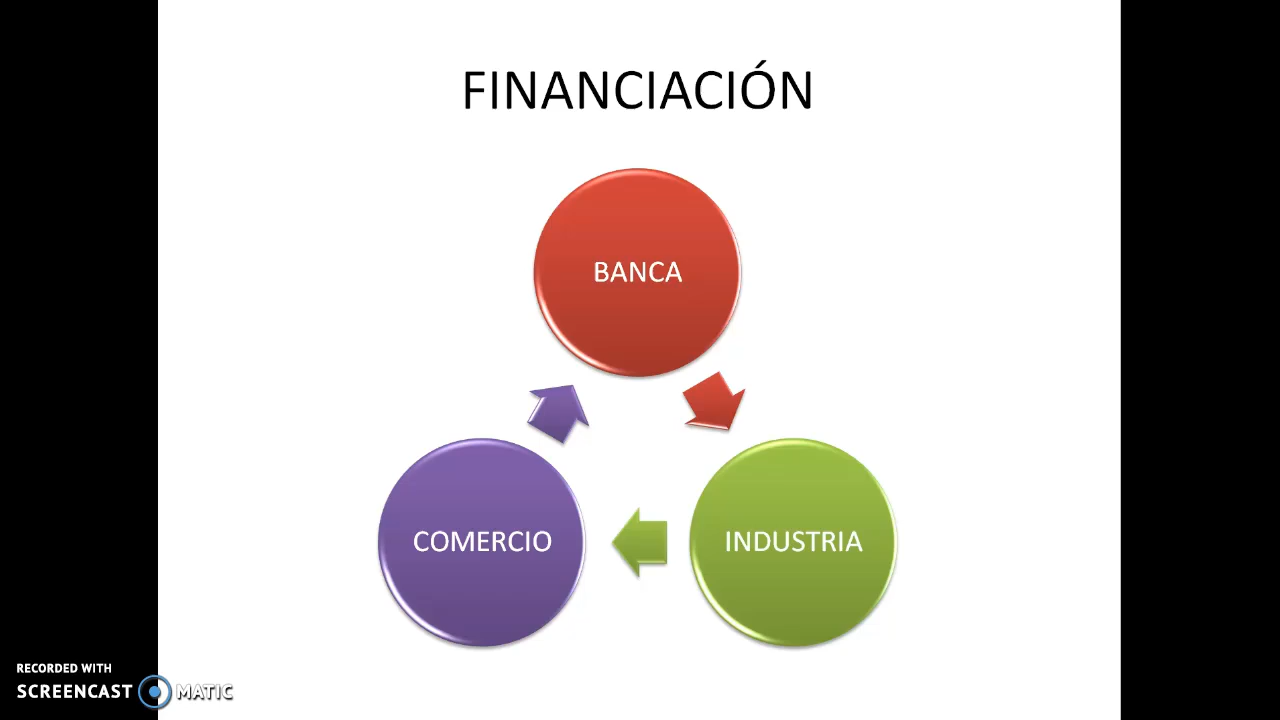 FINANCIACIÓN
BANCA
COMERCIO
INDUSTRIA
RECORDED WITH
SCREENCAST MATIC